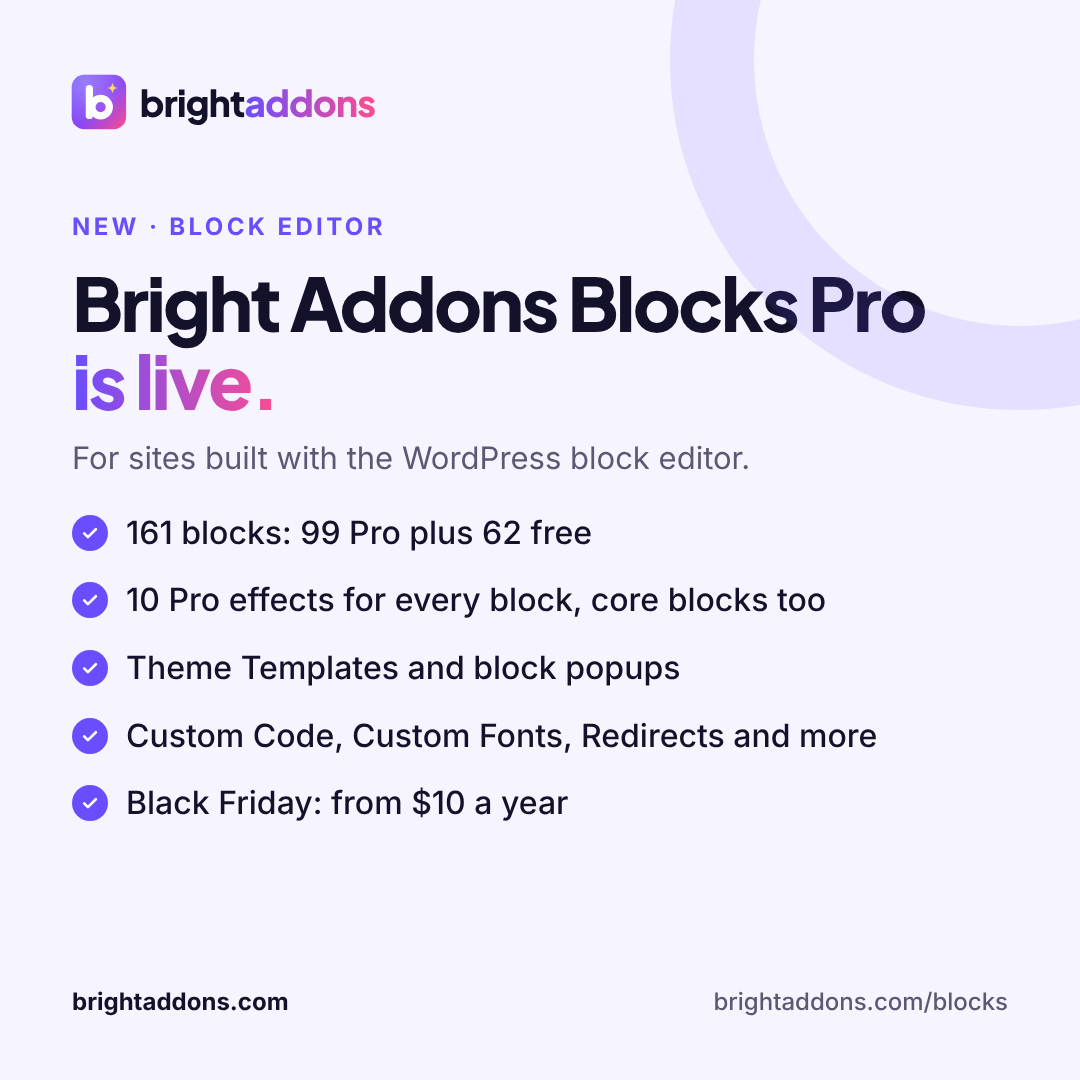 brightaddons
NEW · BLOCK EDITOR
Bright Addons Blocks Pro
is live.
For sites built with the WordPress block editor.
161 blocks: 99 Pro plus 62 free
10 Pro effects for every block, core blocks too
Theme Templates and block popups
Custom Code, Custom Fonts, Redirects and more
Black Friday: from $10 a year
brightaddons.com
brightaddons.com/blocks